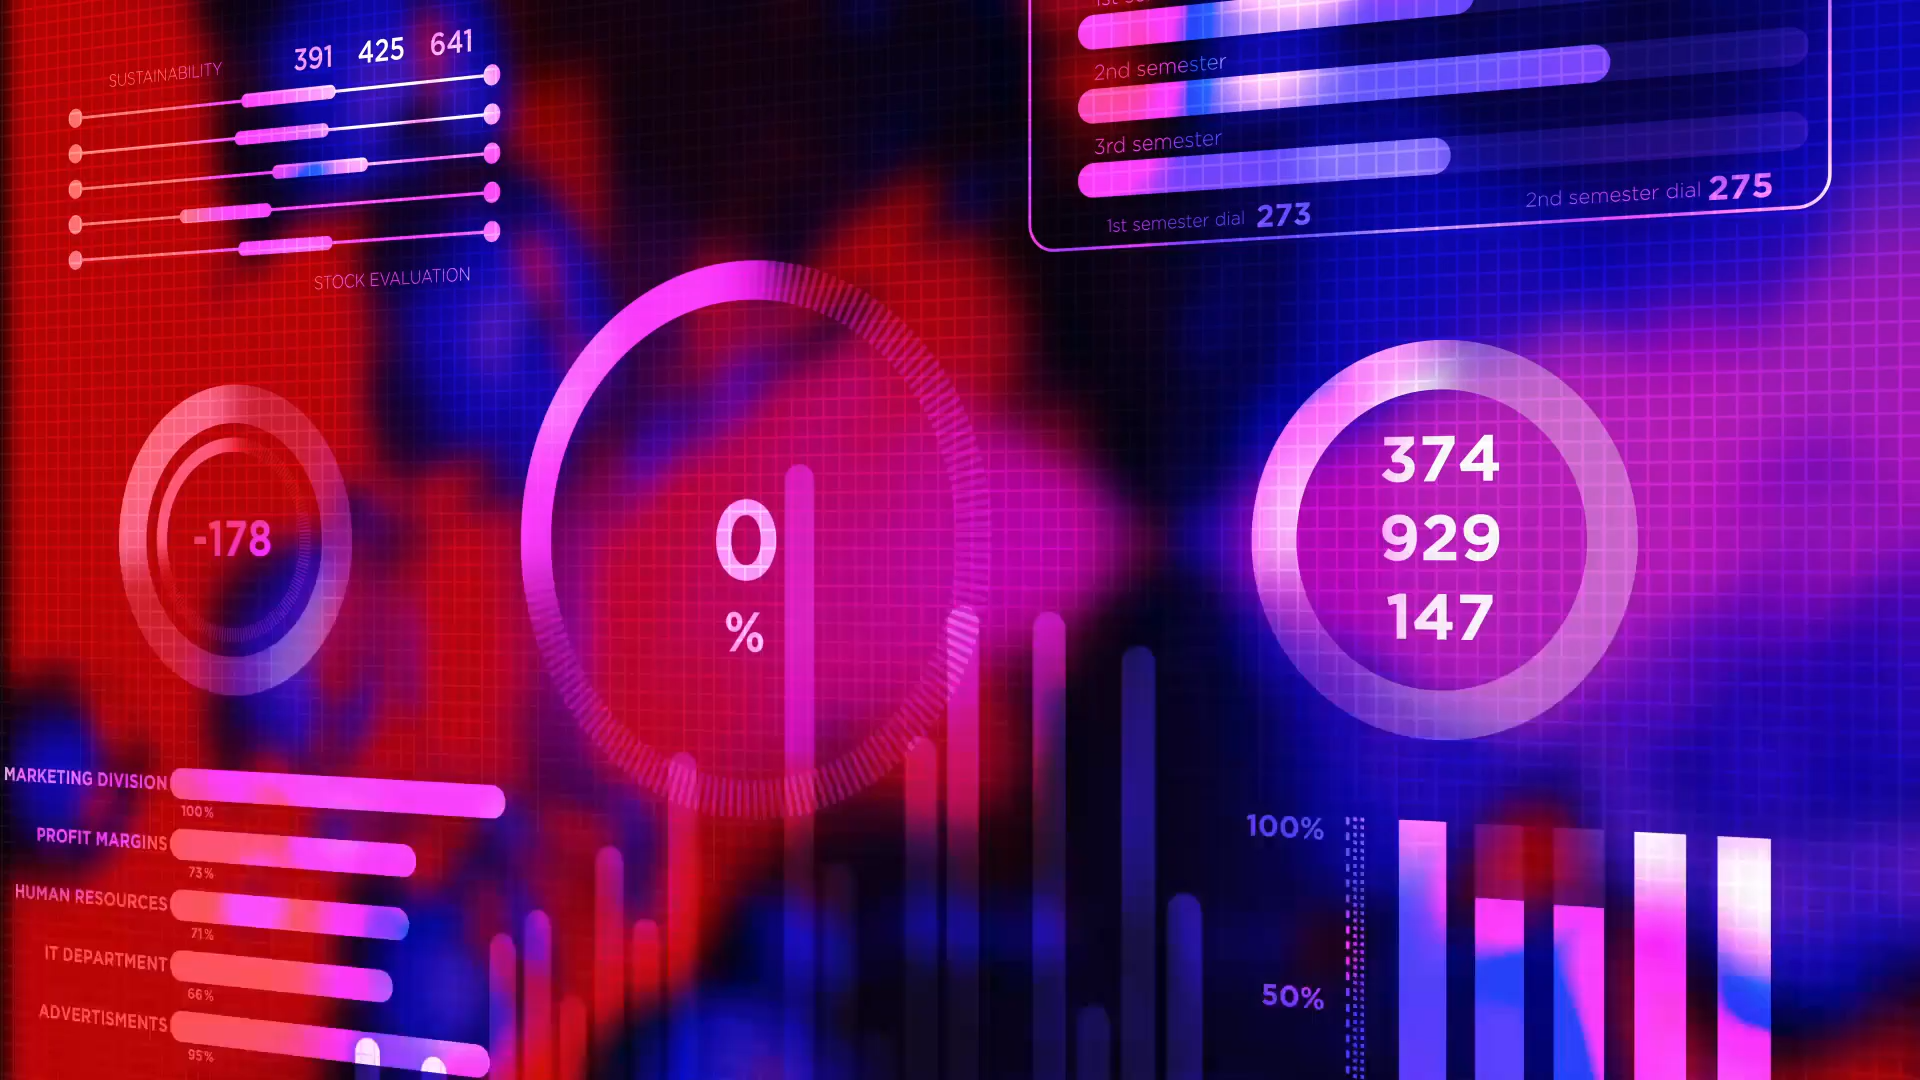 391 425 641
SUSTAINABILITY
STOCK EVALUATION
2nd semester
3rd semester
1st semester dial 273
2nd semester dial 275
-178
0
%
374
929
147
MARKETING DIVISION
100%
PROFIT MARGINS
73%
HUMAN RESOURCES
71%
IT DEPARTMENT
66%
ADVERTISMENTS
95%
100%
50%